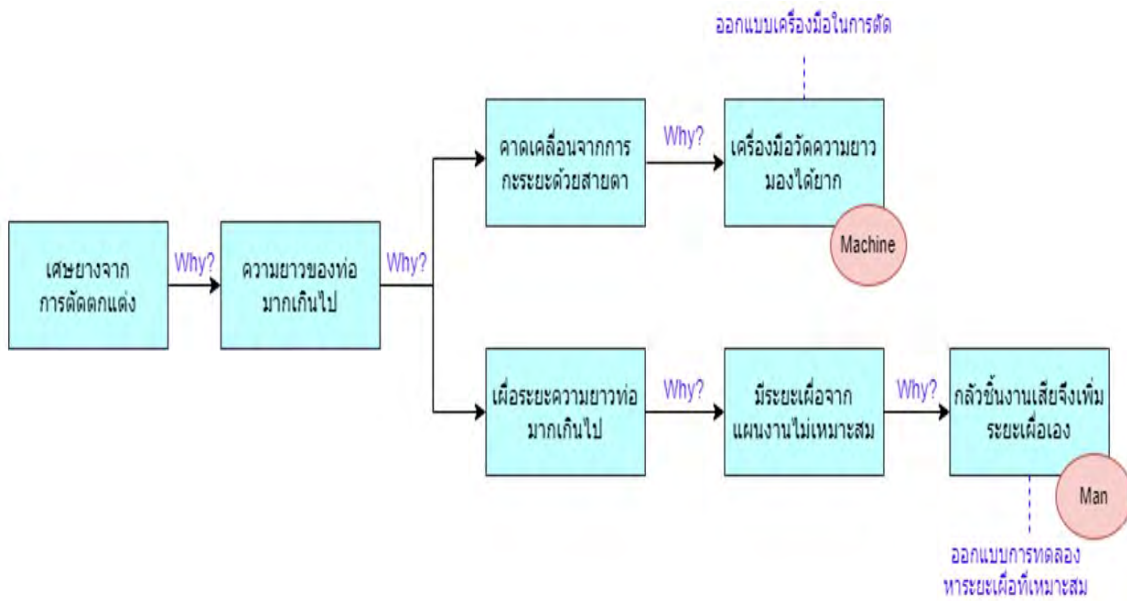 ออกแบบเครื่องมือในการตัด
คาดเคลื่อนจากการ
กะระยะด้วยสายตา
Why?
เครื่องมือวัดความยาว
มองได้ยาก
Machine
เศษยางจาก
การตัดตกแต่ง
Why?
ความยาวของท่อ
มากเกินไป
Why?
เผื่อระยะความยาวท่อ
มากเกินไป
Why?
มีระยะเผื่อจาก
แผนงานไม่เหมาะสม
Why?
กลัวชิ้นงานเสียจึงเพิ่ม
ระยะเผื่อเอง
Man
ออกแบบการทดลอง
หาระยะเผื่อที่เหมาะสม